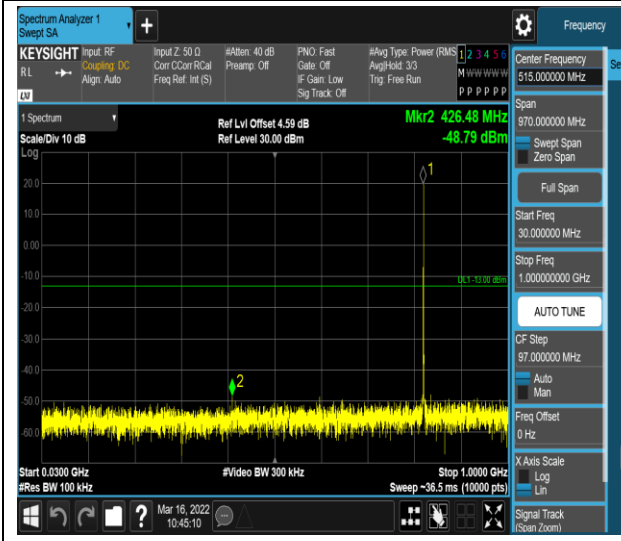 Spectrum Analyzer 1
Swept SA
+
Frequency
KEYSIGHT
RL
LXI
Input: RF
Coupling: DC
Align: Auto
Input Z: 50 Ω
Corr CCorr RCal
Freq Ref: Int (S)
#Atten: 40 dB
Preamp: Off
PNO: Fast
Gate: Off
IF Gain: Low
Sig Track: Off
#Avg Type: Power (RMS
Avg|Hold: 3/3
Trig: Free Run
1 2 3 4 5 6
M W W W W W
P P P P P P
1 Spectrum
Scale/Div 10 dB
Log
Ref Lvl Offset 4.59 dB
Ref Level 30.00 dBm
Mkr2 426.48 MHz
-48.79 dBm
1
20.0
10.0
0.00
-10.0
DL1 -13.00 dBm
-20.0
-30.0
-40.0
2
-50.0
-60.0
Start 0.0300 GHz
#Res BW 100 kHz
#Video BW 300 kHz
Stop 1.0000 GHz
Sweep ~36.5 ms (10000 pts)
?
Mar 16, 2022
10:45:10
Center Frequency
515.000000 MHz
Se
Span
970.000000 MHz
Swept Span
Zero Span
Full Span
Start Freq
30.000000 MHz
Stop Freq
1.000000000 GHz
AUTO TUNE
CF Step
97.000000 MHz
Auto
Man
Freq Offset
0 Hz
X Axis Scale
Log
Lin
Signal Track
(Span Zoom)